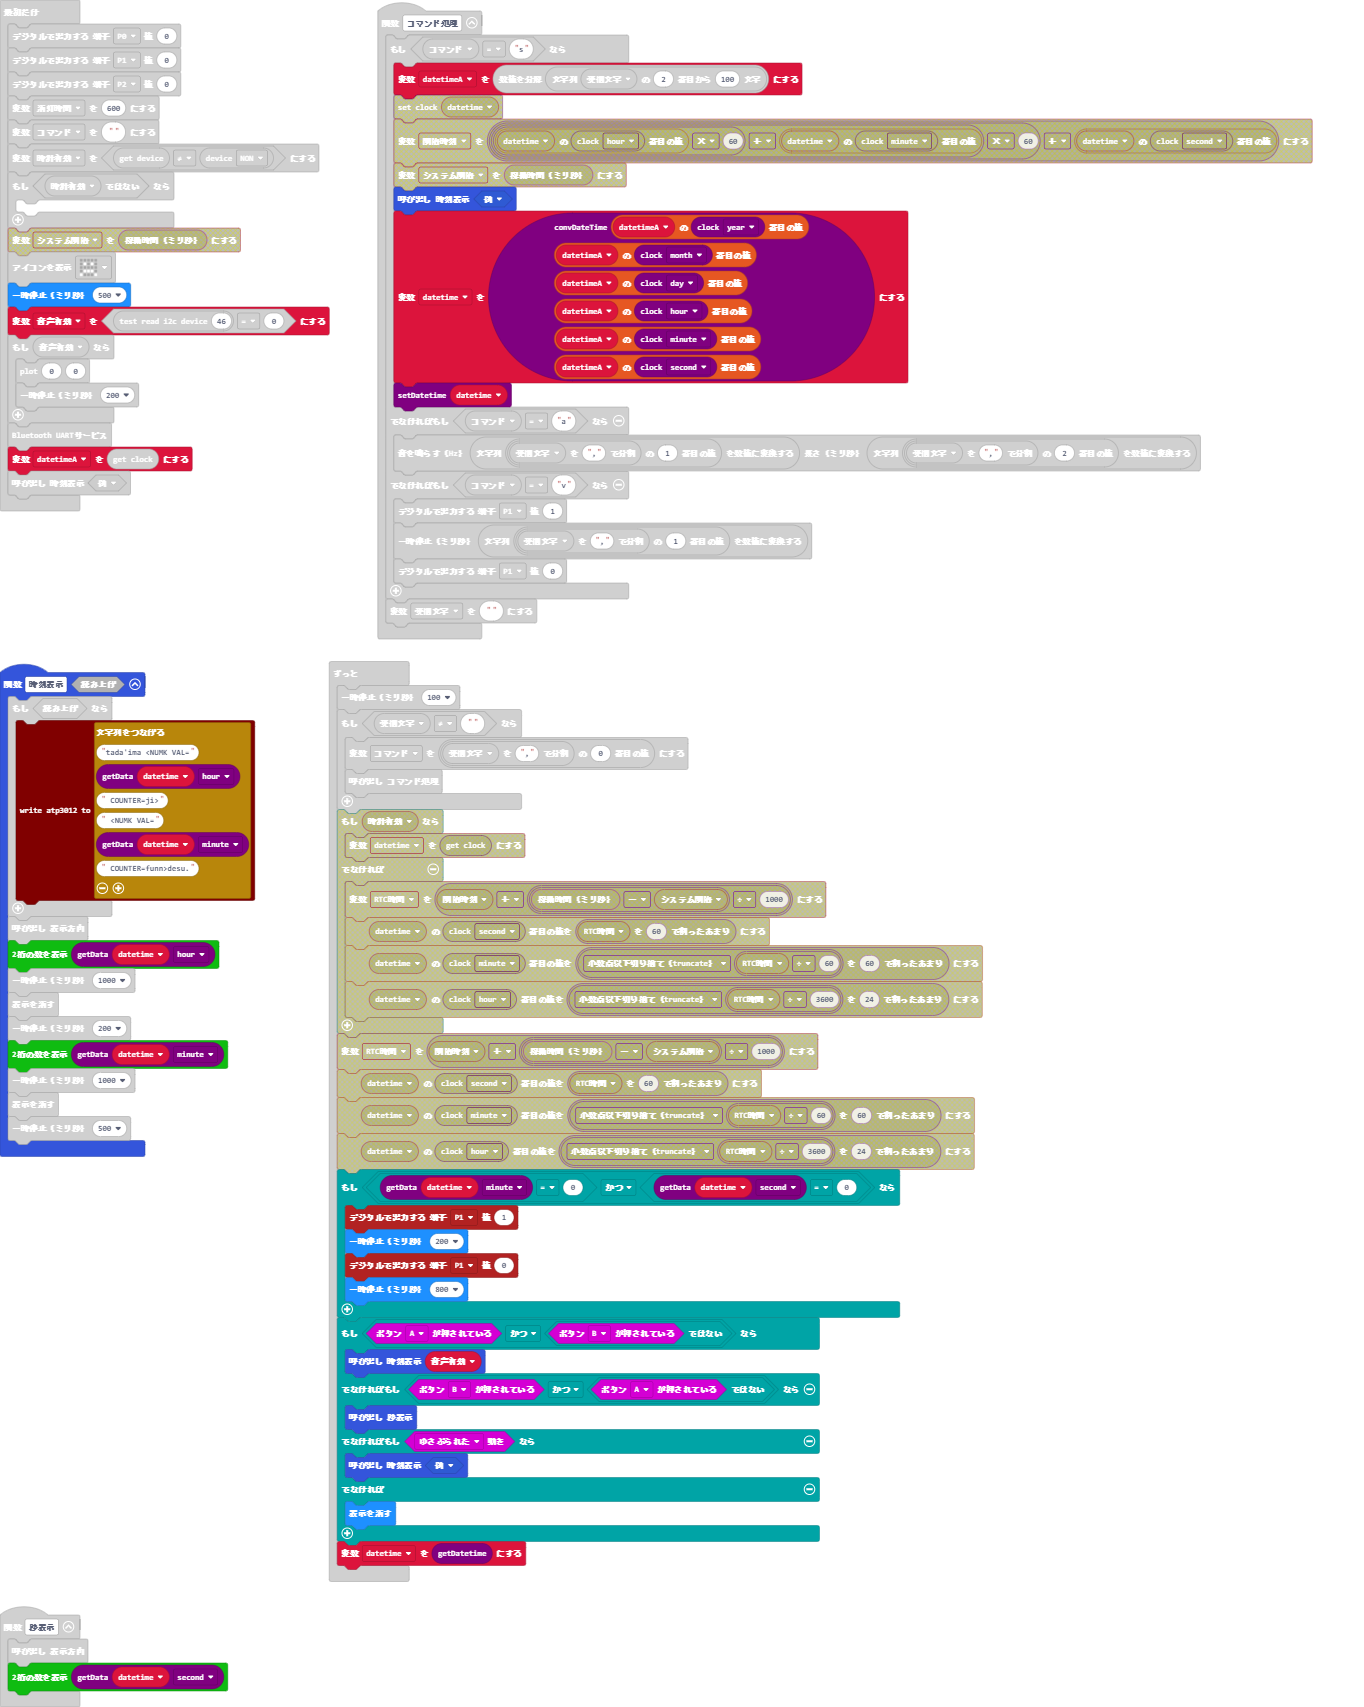 最初だけ
デジタルで出力する 端子 P0 値 0
デジタルで出力する 端子 P1 値 0
デジタルで出力する 端子 P2 値 0
変数 を 600 にする
変数 コマンド を " " にする
変数 時計有効 を get device ≠ device NON にする
もし 時計有効 ではない なら
変数 システム開始 を 稼働時間（ミリ秒） にする
アイコンを表示
一時停止（ミリ秒） 500
変数 音声有効 を test read i2c device 46 = 0 にする
もし 音声有効 なら
plot 0 0
一時停止（ミリ秒） 200
Bluetooth UARTサービス
変数 datetimeA を get clock にする
呼び出し 時刻表示 偽
関数 コマンド処理
もし コマンド = "s" なら
変数 datetimeA を 数値を分割 文字列 受信文字 の 2 番目から 100 文字 にする
set clock datetime
変数 開始時刻 を datetime の clock hour 番目の値 × 60 + datetime の clock minute 番目の値 × 60 + datetime の clock second 番目の値 にする
変数 システム開始 を 稼働時間（ミリ秒） にする
呼び出し 時刻表示 偽
変数 datetime を convDateTime datetimeA の clock year 番目の値
datetimeA の clock month 番目の値
datetimeA の clock day 番目の値
datetimeA の clock hour 番目の値 にする
datetimeA の clock minute 番目の値
datetimeA の clock second 番目の値
setDatetime datetime
でなければもし コマンド = "a" なら
音を鳴らす (Hz) 文字列 受信文字 を "," で分割 の 1 番目の値 を数値に変換する 長さ（ミリ秒） 文字列 受信文字 を "," で分割 の 2 番目の値 を数値に変換する
でなければもし コマンド = "v" なら
デジタルで出力する 端子 P1 値 1
一時停止（ミリ秒） 文字列 受信文字 を "," で分割 の 1 番目の値 を数値に変換する
デジタルで出力する 端子 P1 値 0
変数 受信文字 を " " にする
関数 時刻表示 読み上げ
もし 読み上げ なら
write atp3012 to 文字列をつなげる
"tada'ima <NUMK VAL="
getData datetime hour
" COUNTER=ji>"
" <NUMK VAL="
getData datetime minute
" COUNTER=funn>desu."
呼び出し 表示方向
2桁の数を表示 getData datetime hour
一時停止（ミリ秒） 1000
表示を消す
一時停止（ミリ秒） 200
2桁の数を表示 getData datetime minute
一時停止（ミリ秒） 1000
表示を消す
一時停止（ミリ秒） 500
ずっと
一時停止（ミリ秒） 100
もし 受信文字 ≠ " " なら
変数 コマンド を 受信文字 を "," で分割 の 0 番目の値 にする
呼び出し コマンド処理
もし 時計有効 なら
変数 datetime を get clock にする
でなければ
変数 RTC時間 を 開始時刻 + 稼働時間（ミリ秒） − システム開始 ÷ 1000 にする
datetime の clock second 番目の値を RTC時間 を 60 で割ったあまり にする
datetime の clock minute 番目の値を 小数点以下切り捨て (truncate) RTC時間 ÷ 60 を 60 で割ったあまり にする
datetime の clock hour 番目の値を 小数点以下切り捨て (truncate) RTC時間 ÷ 3600 を 24 で割ったあまり にする
変数 RTC時間 を 開始時刻 + 稼働時間（ミリ秒） − システム開始 ÷ 1000 にする
datetime の clock second 番目の値を RTC時間 を 60 で割ったあまり にする
datetime の clock minute 番目の値を 小数点以下切り捨て (truncate) RTC時間 ÷ 60 を 60 で割ったあまり にする
datetime の clock hour 番目の値を 小数点以下切り捨て (truncate) RTC時間 ÷ 3600 を 24 で割ったあまり にする
もし getData datetime minute = 0 かつ getData datetime second = 0 なら
デジタルで出力する 端子 P1 値 1
一時停止（ミリ秒） 200
デジタルで出力する 端子 P1 値 0
一時停止（ミリ秒） 800
もし ボタン A が押されている かつ ボタン B が押されている ではない なら
呼び出し 時刻表示 音声有効
でなければもし ボタン B が押されている かつ ボタン A が押されている ではない なら
呼び出し 秒表示
でなければもし ゆさぶられた 動き なら
呼び出し 時刻表示 偽
でなければ
表示を消す
変数 datetime を getDatetime にする
関数 秒表示
呼び出し 表示方向
2桁の数を表示 getData datetime second